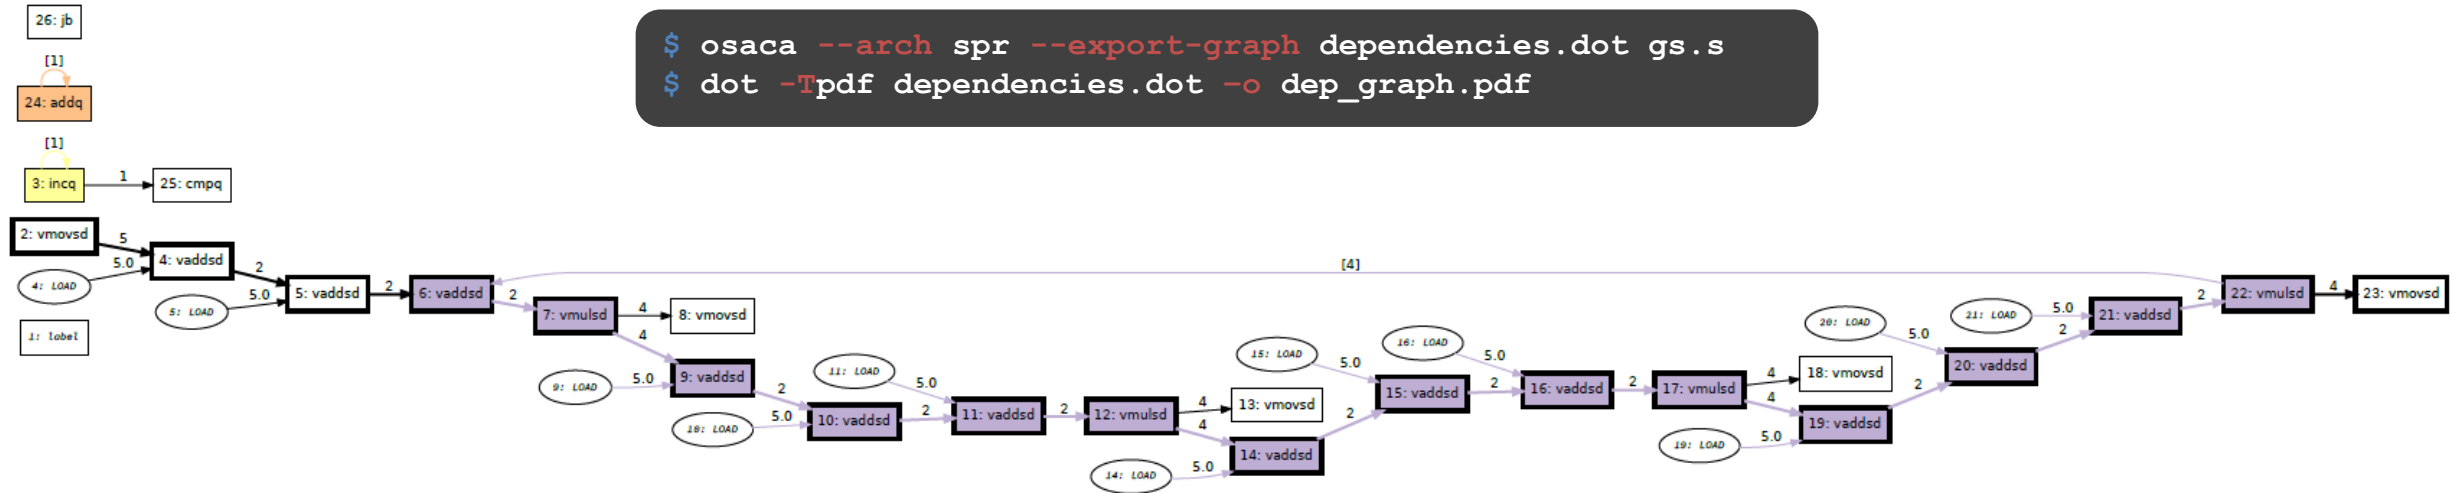 $ osaca --arch spr --export-graph dependencies.dot gs.s
$ dot -Tpdf dependencies.dot -o dep_graph.pdf
26: jb
[1]
24: addq
[1]
3: incq
1
25: cmpq
2: vmovsd
5
4: LOAD
5.0
4: vaddsd
2
5: LOAD
5.0
5: vaddsd
2
1: label
6: vaddsd
2
[4]
7: vmulsd
4
8: vmovsd
4
9: LOAD
5.0
9: vaddsd
2
10: LOAD
5.0
10: vaddsd
2
11: LOAD
5.0
11: vaddsd
2
12: vmulsd
4
13: vmovsd
4
14: LOAD
5.0
14: vaddsd
2
15: LOAD
5.0
15: vaddsd
2
16: LOAD
5.0
16: vaddsd
2
17: vmulsd
4
18: vmovsd
4
19: LOAD
5.0
19: vaddsd
2
20: LOAD
5.0
20: vaddsd
2
21: LOAD
5.0
21: vaddsd
2
22: vmulsd
4
23: vmovsd